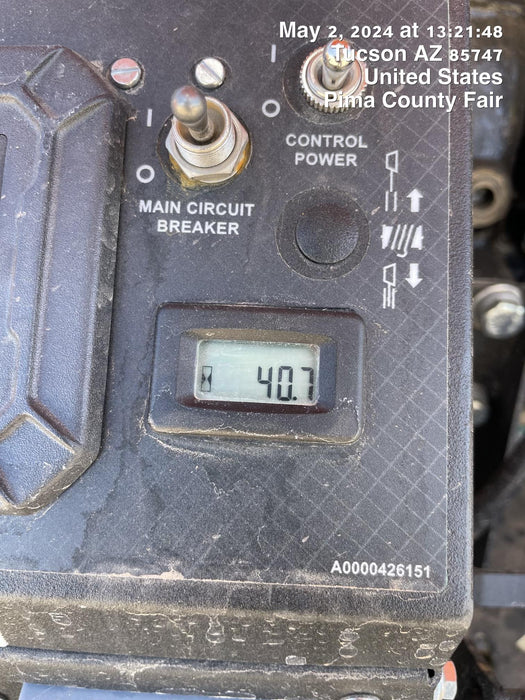 May 2, 2024 at 13:21:48
Tucson AZ 85747
United States
Pima County Fair
I
O
I
O
CONTROL
POWER
MAIN CIRCUIT
BREAKER
40.7
A0000426151